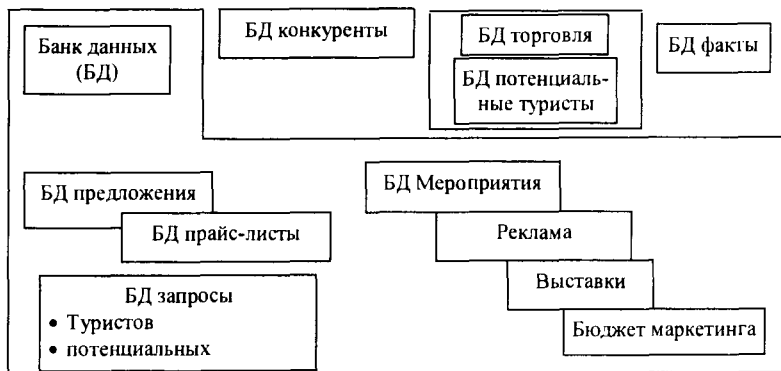 Банк данных
(БД)
БД конкуренты
БД торговля
БД потенциаль-
ные туристы
БД факты
БД предложения
БД прайс-листы
БД запросы
• Туристов
• потенциальных
БД Мероприятия
Реклама
Выставки
Бюджет маркетинга